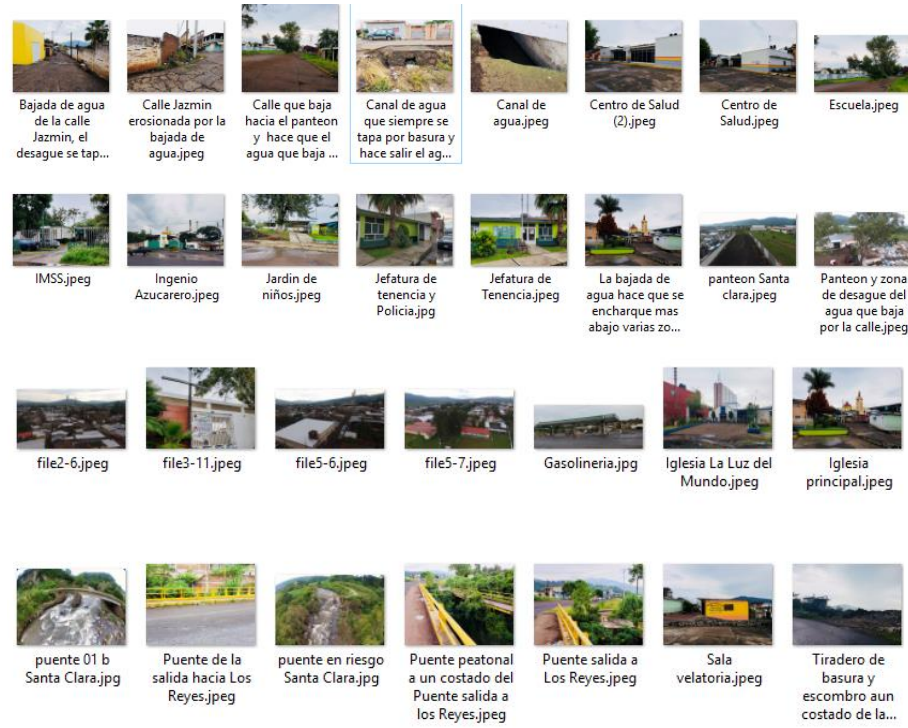 Bajada de agua
de la calle
Jazmin, el
desague se tap...
Calle Jazmin
erosionada por la
bajada de
agua.jpeg
Calle que baja
hacia el panteon
y hace que el
agua que baja ...
Canal de agua
que siempre se
tapa por basura y
hace salir el ag...
Canal de
agua.jpeg
Centro de Salud
(2).jpeg
Centro de
Salud.jpeg
Escuela.jpeg
IMSS.jpeg
Ingenio
Azucarero.jpeg
Jardin de
niños.jpeg
Jefatura de
tenencia y
Policia.jpg
Jefatura de
Tenencia.jpeg
La bajada de
agua hace que se
encharque mas
abajo varias zo...
panteon Santa
clara.jpeg
Panteon y zona
de desague del
agua que baja
por la calle.jpeg
file2-6.jpeg
file3-11.jpeg
file5-6.jpeg
file5-7.jpeg
Gasolineria.jpg
Iglesia La Luz del
Mundo.jpeg
Iglesia
principal.jpeg
puente 01 b
Santa Clara.jpg
Puente de la
salida hacia Los
Reyes.jpeg
puente en riesgo
Santa Clara.jpg
Puente peatonal
a un costado del
Puente salida a
los Reyes.jpeg
Puente salida a
Los Reyes.jpeg
Sala
velatoria.jpeg
Tiradero de
basura y
escombro aun
costado de la...